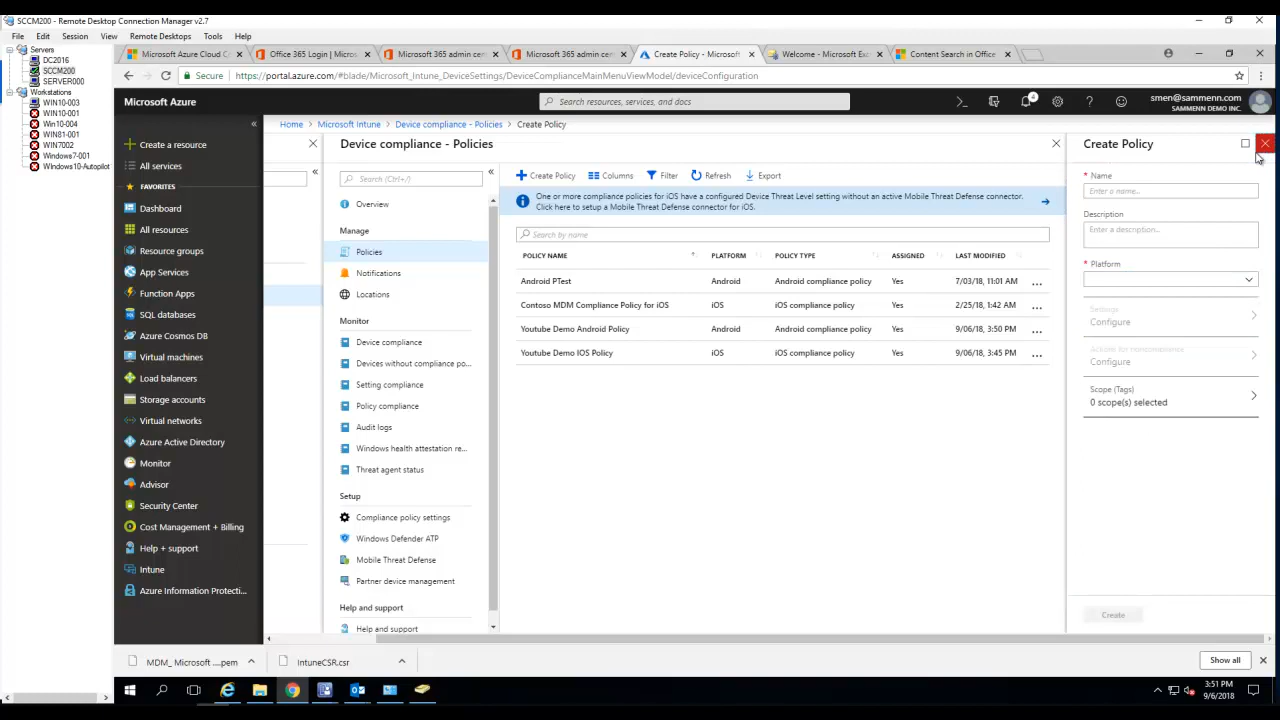 SCCM200 - Remote Desktop Connection Manager v2.7
File Edit Session View Remote Desktops Tools Help
Servers
DC2016
SCCM200
SERVER000
Workstations
WIN10-003
WIN10-001
Win10-004
WIN81-001
WIN7002
Windows7-001
Windows10-Autopilot
Microsoft Azure Cloud C
Office 365 Login | Micros
Microsoft 365 admin cen
Microsoft 365 admin cen
Create Policy - Microsoft
Welcome - Microsoft Ex
Content Search in Office
Secure https://portal.azure.com/#blade/Microsoft_Intune_DeviceSettings/DeviceComplianceMainMenuViewModel/deviceConfiguration
Microsoft Azure
Search resources, services, and docs
4
smen@sammenn.com
SAMMENN DEMO INC.
Create a resource
All services
FAVORITES
Dashboard
All resources
Resource groups
App Services
Function Apps
SQL databases
Azure Cosmos DB
Virtual machines
Load balancers
Storage accounts
Virtual networks
Azure Active Directory
Monitor
Advisor
Security Center
Cost Management + Billing
Help + support
Intune
Azure Information Protecti...
Home > Microsoft Intune > Device compliance - Policies > Create Policy
Device compliance - Policies
Search (Ctrl+/)
Overview
Manage
Policies
Notifications
Locations
Monitor
Device compliance
Devices without compliance po...
Setting compliance
Policy compliance
Audit logs
Windows health attestation re...
Threat agent status
Setup
Compliance policy settings
Windows Defender ATP
Mobile Threat Defense
Partner device management
Help and support
Help and support
Create Policy Columns Filter Refresh Export
One or more compliance policies for iOS have a configured Device Threat Level setting without an active Mobile Threat Defense connector.
Click here to setup a Mobile Threat Defense connector for iOS.
Search by name
POLICY NAME PLATFORM POLICY TYPE ASSIGNED LAST MODIFIED
Android PTest Android Android compliance policy Yes 7/03/18, 11:01 AM ...
Contoso MDM Compliance Policy for iOS iOS iOS compliance policy Yes 2/25/18, 1:42 AM ...
Youtube Demo Android Policy Android Android compliance policy Yes 9/06/18, 3:50 PM ...
Youtube Demo IOS Policy iOS iOS compliance policy Yes 9/06/18, 3:45 PM ...
Create Policy
* Name
Enter a name...
Description
Enter a description...
* Platform
Settings
Configure
Actions for noncompliance
Configure
Scope (Tags)
0 scope(s) selected
Create
MDM_ Microsoft ....pem
IntuneCSR.csr
Show all
3:51 PM
9/6/2018